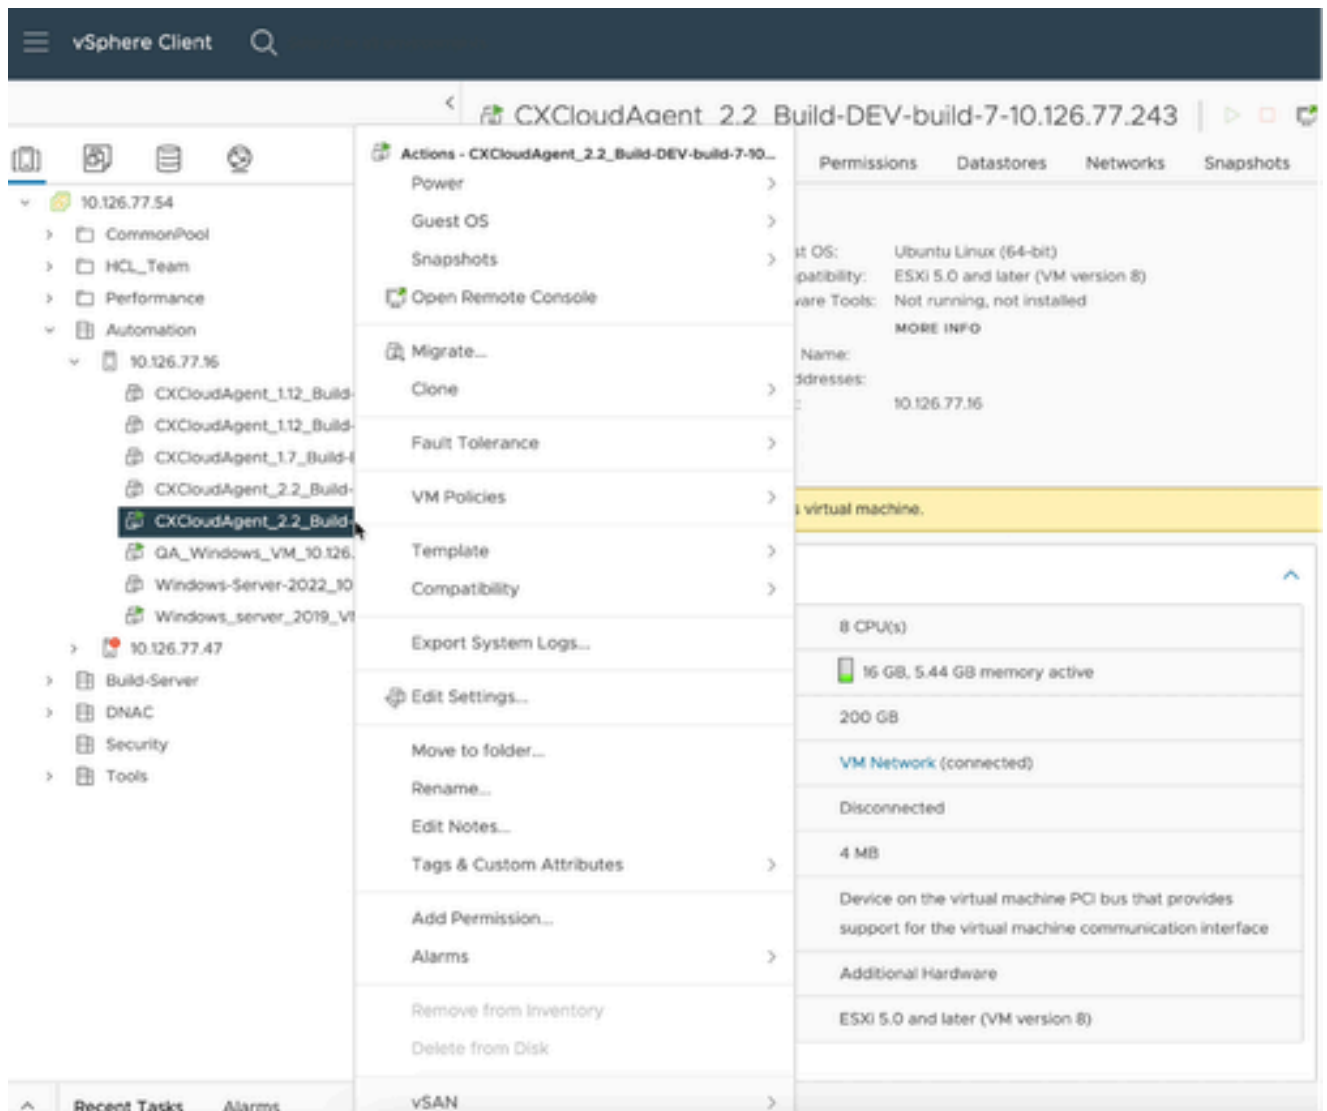 vSphere Client
CXCloudAgent_2.2_Build-DEV-build-7-10.126.77.243
Permissions
Datastores
Networks
Snapshots
10.126.77.54
CommonPool
HCL_Team
Performance
Automation
10.126.77.16
CXCloudAgent_1.12_Build-
CXCloudAgent_1.12_Build-
CXCloudAgent_1.7_Build-
CXCloudAgent_2.2_Build-
CXCloudAgent_2.2_Build-
QA_Windows_VM_10.126.
Windows-Server-2022_10
Windows_server_2019_V
10.126.77.47
Build-Server
DNAC
Security
Tools
Actions - CXCloudAgent_2.2_Build-DEV-build-7-10...
Power
Guest OS
Snapshots
Open Remote Console
Migrate...
Clone
Fault Tolerance
VM Policies
Template
Compatibility
Export System Logs...
Edit Settings...
Move to folder...
Rename...
Edit Notes...
Tags & Custom Attributes
Add Permission...
Alarms
Remove from Inventory
Delete from Disk
vSAN
st OS: Ubuntu Linux (64-bit)
patibility: ESXi 5.0 and later (VM version 8)
vare Tools: Not running, not installed
MORE INFO
Name:
ddresses:
: 10.126.77.16
s virtual machine.
8 CPU(s)
16 GB, 5.44 GB memory active
200 GB
VM Network (connected)
Disconnected
4 MB
Device on the virtual machine PCI bus that provides
support for the virtual machine communication interface
Additional Hardware
ESXi 5.0 and later (VM version 8)
Recent Tasks
Alarms